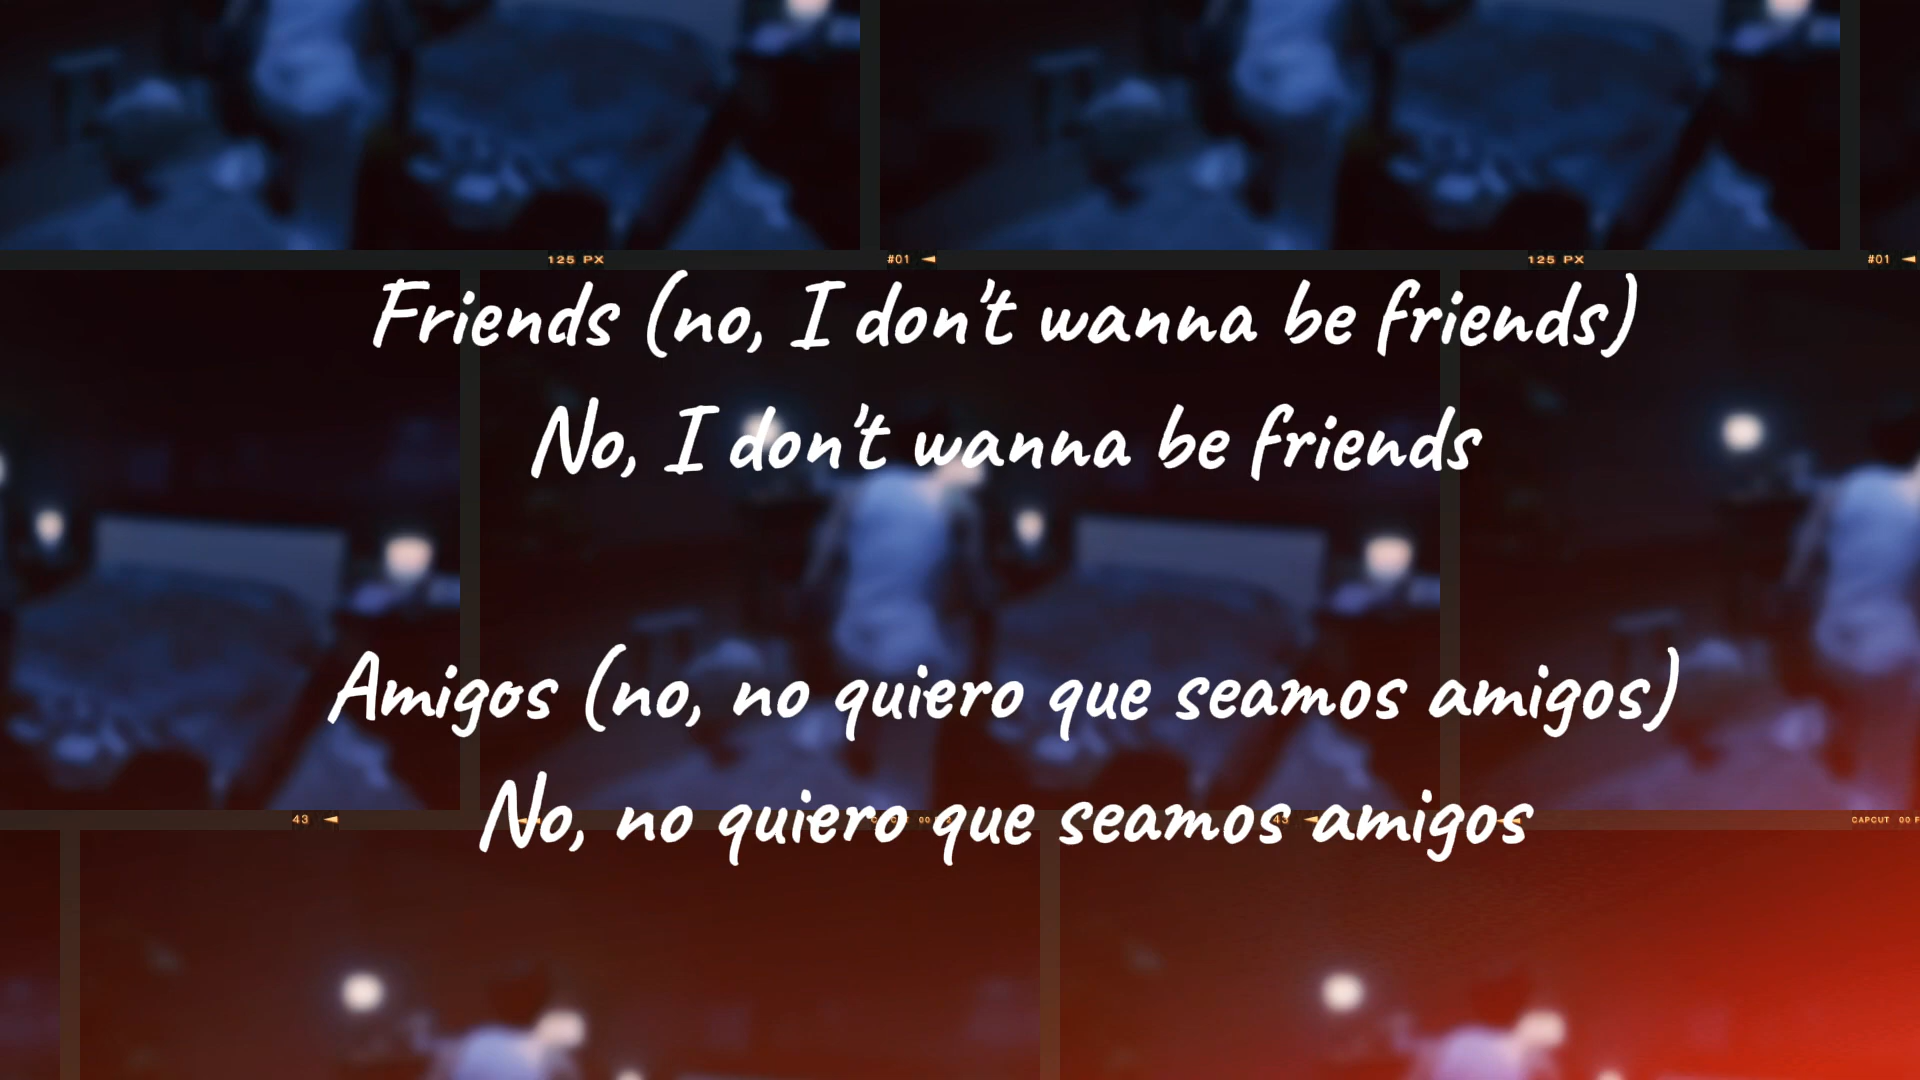 125 PX
#01
125 PX
#01
Friends (no, I don't wanna be friends)
No, I don't wanna be friends
Amigos (no, no quiero que seamos amigos)
No, no quiero que seamos amigos
43
43
CAPCUT 00